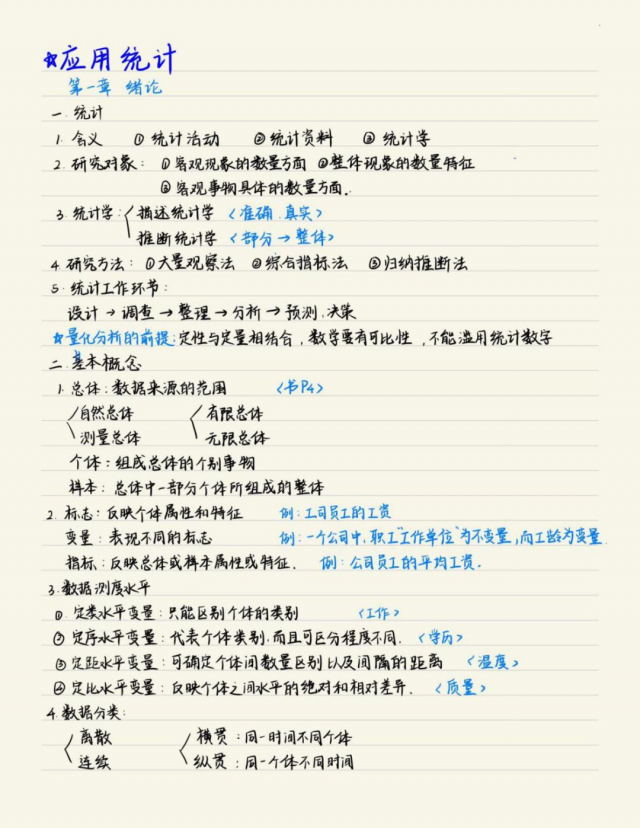 ☆应用统计
第一章 绪论
一.统计
1. 含义 ① 统计活动 ②统计资料 ③ 统计学
2. 研究对象: ①客观现象的数量方面 ②整体现象的数量特征
③客观事物具体的数量方面.
3. 统计学: 描述统计学 〈准确.真实〉
推断统计学 〈部分→整体〉
4. 研究方法: ①大量观察法 ②综合指标法 ③归纳推断法
5. 统计工作环节:
设计 → 调查 → 整理 → 分析 → 预测.决策
☆量化分析的前提:定性与定量相结合,数学要有可比性,不能滥用统计数字
二.基本概念
1. 总体:数据来源的范围 〈书P4〉
自然总体 有限总体
测量总体 无限总体
个体:组成总体的个别事物
样本:总体中一部分个体所组成的整体
2. 标志:反映个体属性和特征 例:工司员工的工资
变量:表现不同的标志 例:一个公司中,职工"工作单位"为不变量,而工龄为变量.
指标:反映总体或样本属性或特征. 例:公司员工的平均工资.
3.数据测度水平
① 定类水平变量:只能区别个体的类别 〈工作〉
② 定序水平变量:代表个体类别.而且可区分程度不同. 〈学历〉
③ 定距水平变量:可确定个体间数量区别以及间隔的距离 〈温度〉
④ 定比水平变量:反映个体之间水平的绝对和相对差异. 〈质量〉
4.数据分类:
离散 横贯:同一时间不同个体
连续 纵贯:同一个体不同时间